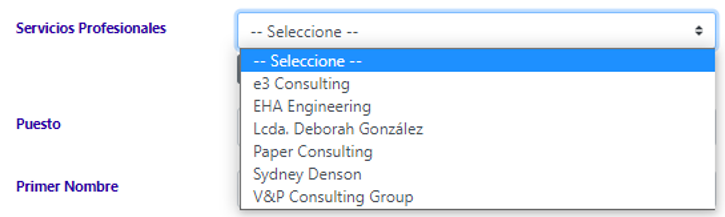 Servicios Profesionales
-- Seleccione --
-- Seleccione --
e3 Consulting
EHA Engineering
Lcda. Deborah González
Paper Consulting
Sydney Denson
V&P Consulting Group
Puesto
Primer Nombre